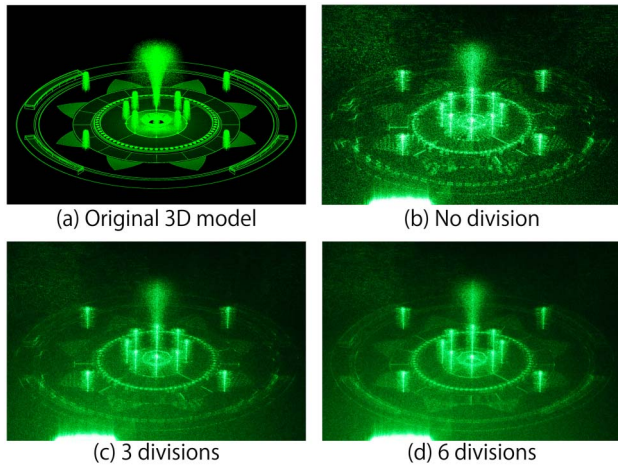 (a) Original 3D model
(b) No division
(c) 3 divisions
(d) 6 divisions